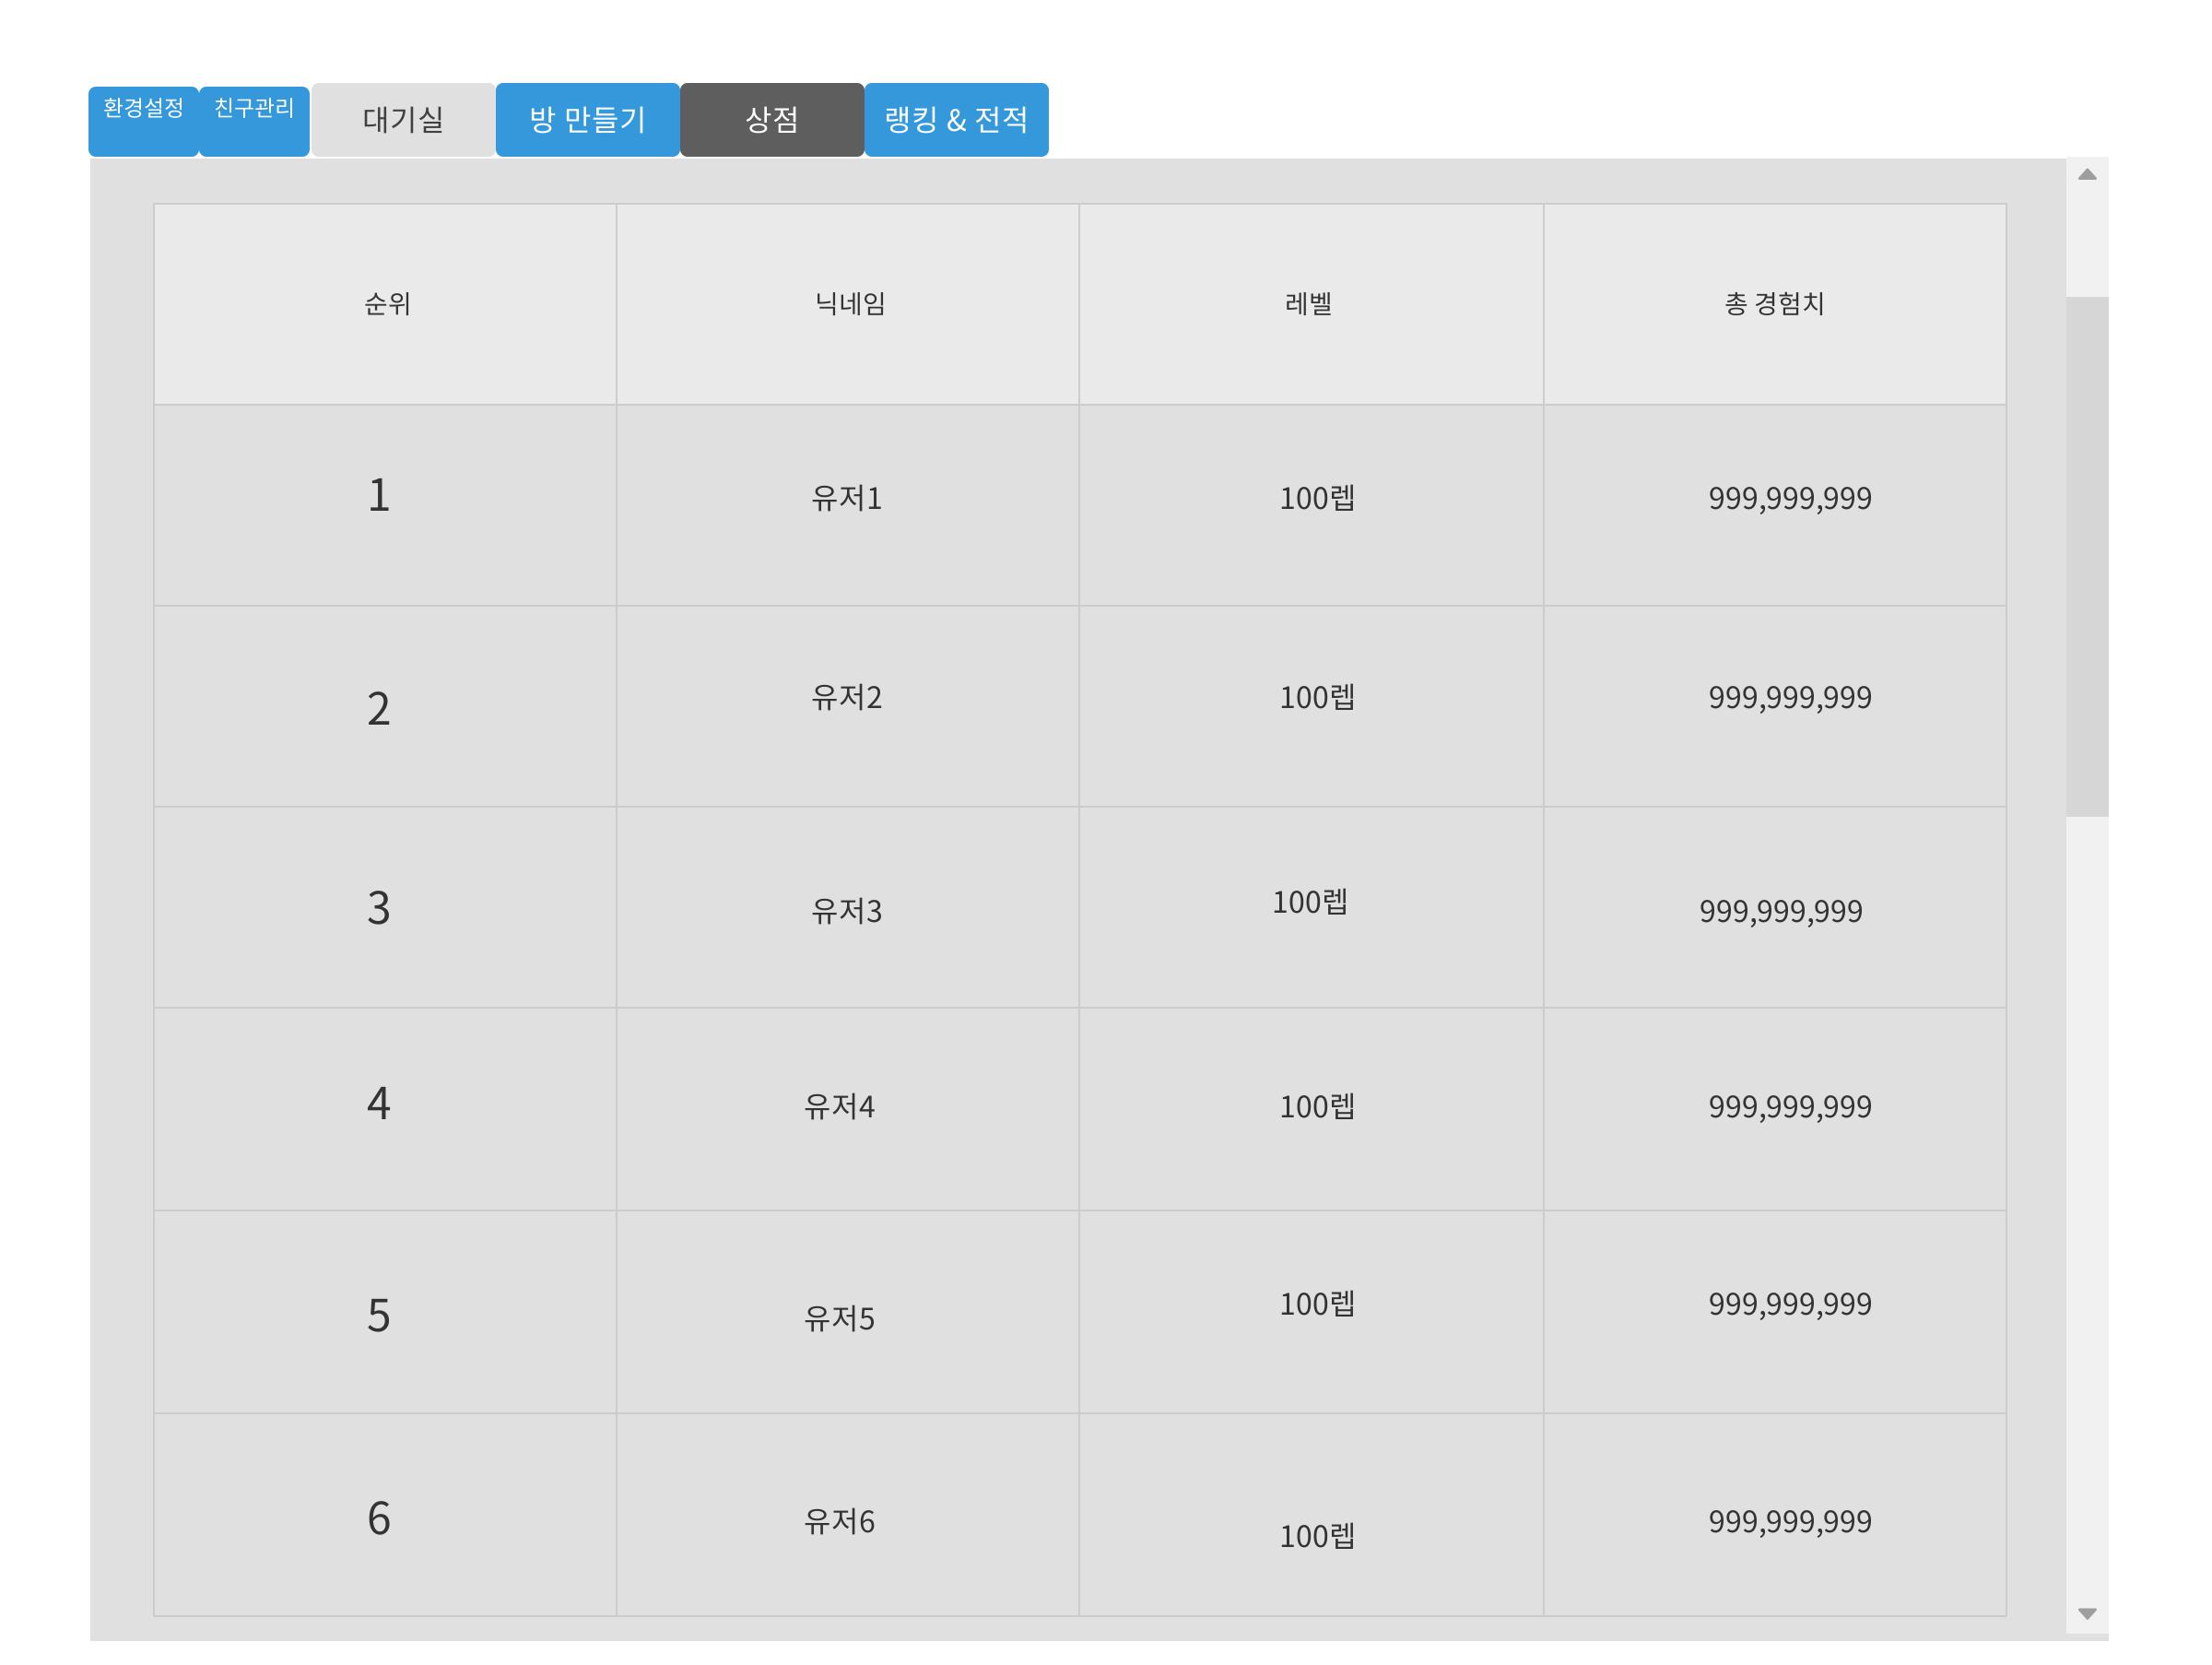 환경설정 친구관리 대기실 방 만들기 상점 랭킹 & 전적
순위 닉네임 레벨 총 경험치
1 유저1 100렙 999,999,999
2 유저2 100렙 999,999,999
3 유저3 100렙 999,999,999
4 유저4 100렙 999,999,999
5 유저5 100렙 999,999,999
6 유저6 100렙 999,999,999